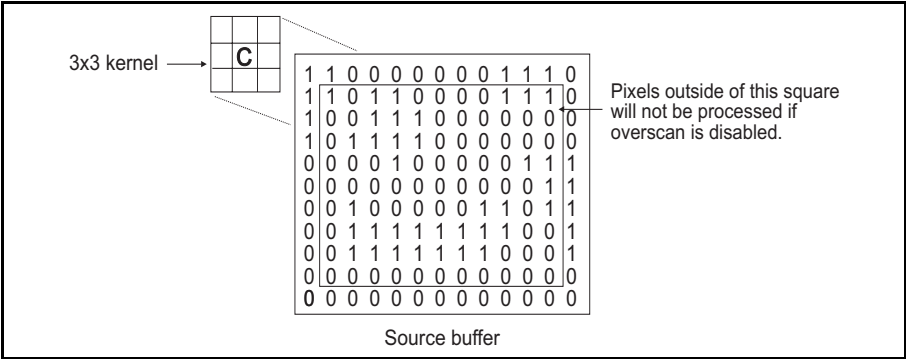 3x3 kernel
C
1 1 0 0 0 0 0 0 0 1 1 1 0
1 1 0 1 1 0 0 0 0 1 1 1 0
1 0 0 1 1 1 0 0 0 0 0 0 0
1 0 1 1 1 1 0 0 0 0 0 0 0
0 0 0 0 1 0 0 0 0 0 1 1 1
0 0 0 0 0 0 0 0 0 0 0 1 1
0 0 1 0 0 0 0 0 1 1 0 1 1
0 0 1 1 1 1 1 1 1 1 0 0 1
0 0 1 1 1 1 1 1 1 0 0 0 1
0 0 0 0 0 0 0 0 0 0 0 0 0
0 0 0 0 0 0 0 0 0 0 0 0 0
Pixels outside of this square
will not be processed if
overscan is disabled.
Source buffer